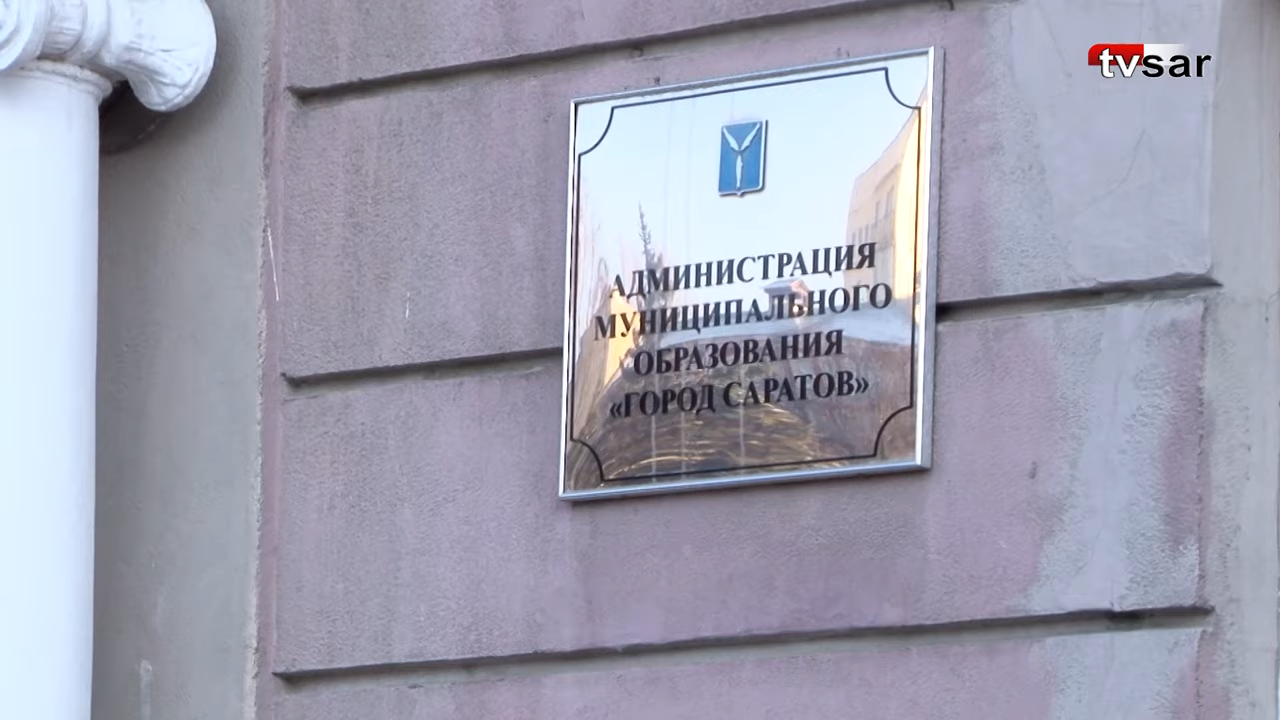 tvsar
АДМИНИСТРАЦИЯ
МУНИЦИПАЛЬНОГО
ОБРАЗОВАНИЯ
«ГОРОД САРАТОВ»